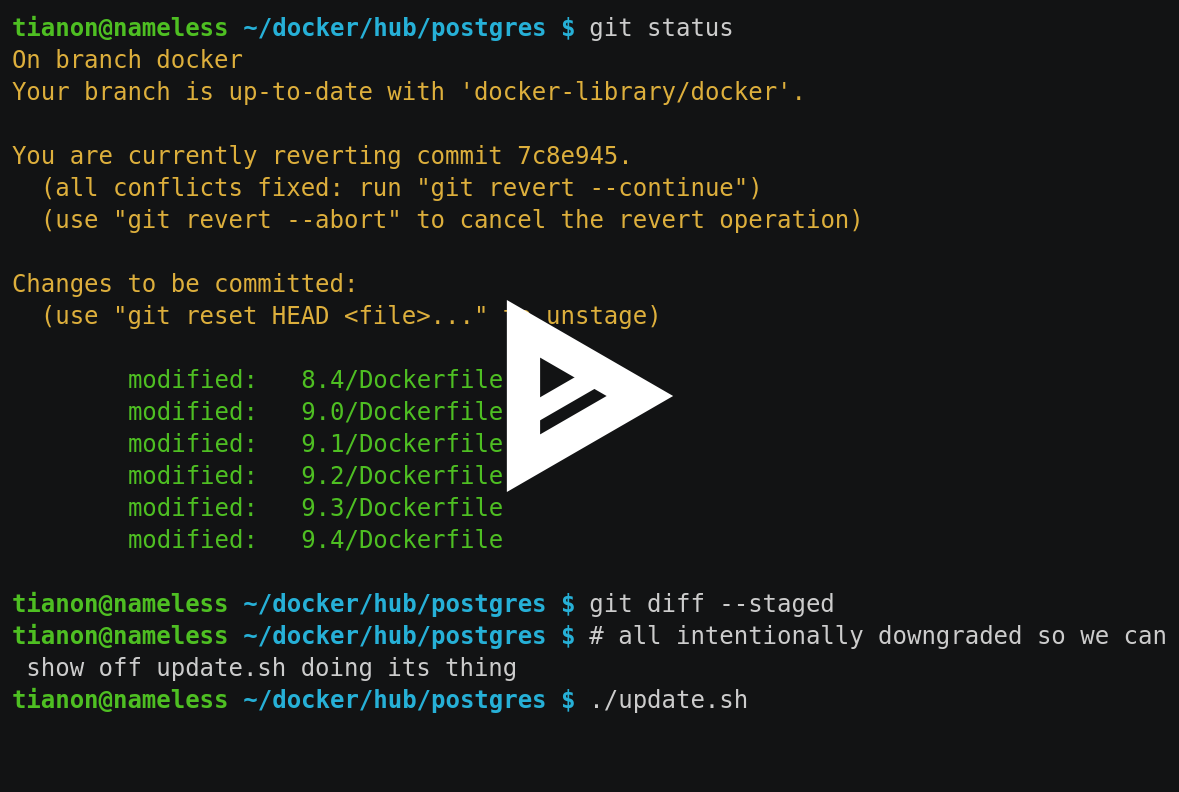 tianon@nameless ~/docker/hub/postgres $ git status
On branch docker
Your branch is up-to-date with 'docker-library/docker'.
You are currently reverting commit 7c8e945.
  (all conflicts fixed: run "git revert --continue")
  (use "git revert --abort" to cancel the revert operation)
Changes to be committed:
  (use "git reset HEAD <file>..." unstage)
        modified:   8.4/Dockerfile
        modified:   9.0/Dockerfile
        modified:   9.1/Dockerfile
        modified:   9.2/Dockerfile
        modified:   9.3/Dockerfile
        modified:   9.4/Dockerfile
tianon@nameless ~/docker/hub/postgres $ git diff --staged
tianon@nameless ~/docker/hub/postgres $ # all intentionally downgraded so we can
 show off update.sh doing its thing
tianon@nameless ~/docker/hub/postgres $ ./update.sh